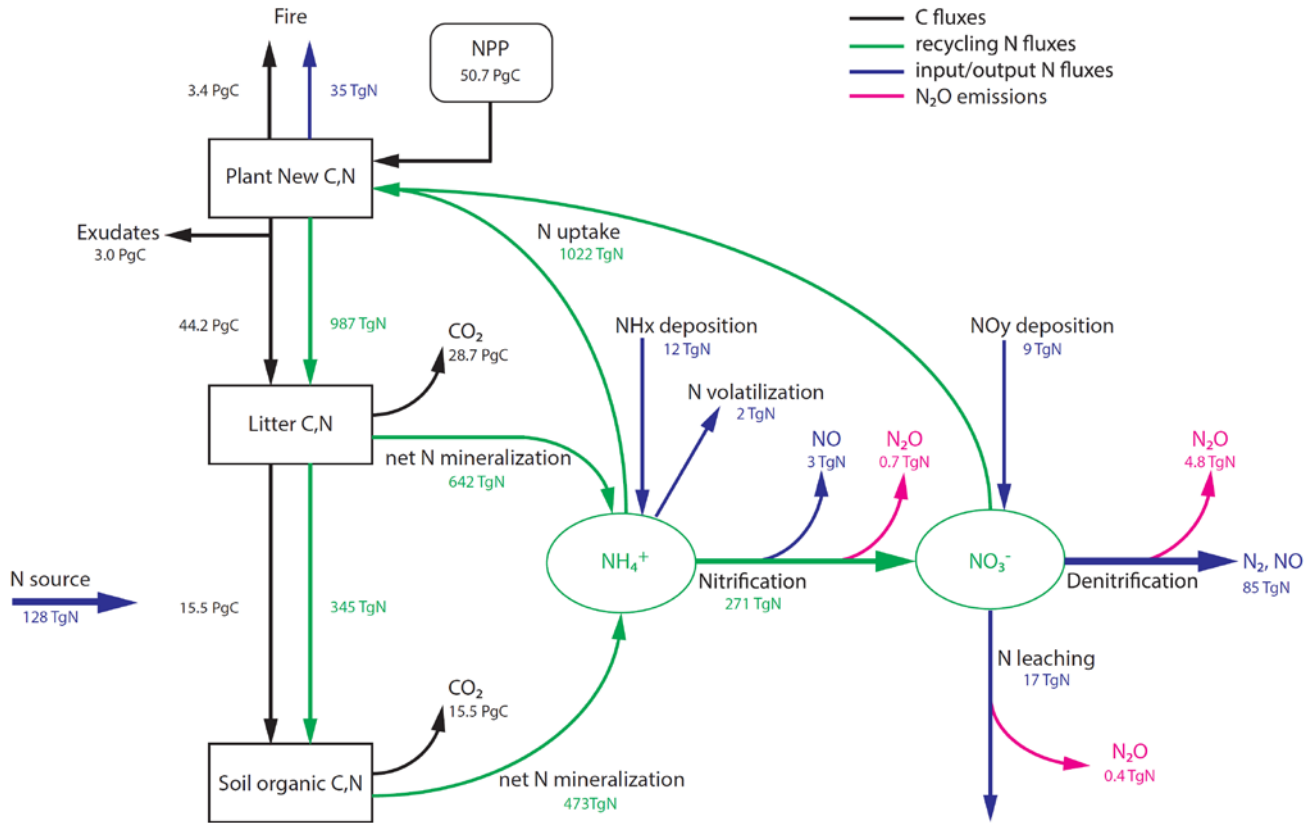 Fire
C fluxes
recycling N fluxes
input/output N fluxes
N₂O emissions
NPP
50.7 PgC
3.4 PgC
35 TgN
Plant New C,N
Exudates
3.0 PgC
N uptake
1022 TgN
44.2 PgC
987 TgN
CO₂
28.7 PgC
NHx deposition
12 TgN
NOy deposition
9 TgN
N volatilization
2 TgN
Litter C,N
net N mineralization
642 TgN
NO
3 TgN
N₂O
0.7 TgN
N₂O
4.8 TgN
NH₄⁺
Nitrification
271 TgN
NO₃⁻
Denitrification
N₂, NO
85 TgN
N source
128 TgN
15.5 PgC
345 TgN
N leaching
17 TgN
CO₂
15.5 PgC
N₂O
0.4 TgN
Soil organic C,N
net N mineralization
473TgN